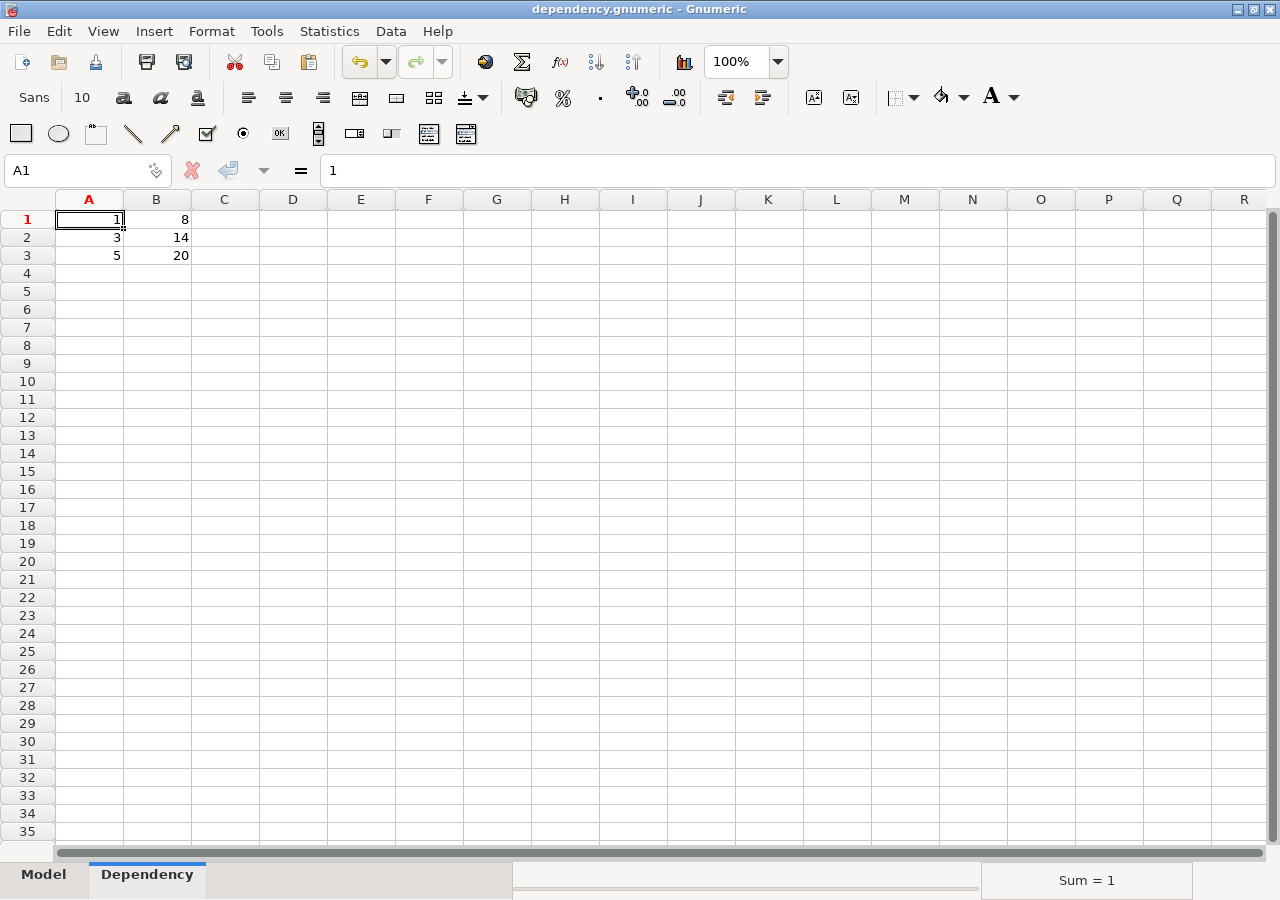 dependency.gnumeric - Gnumeric
File Edit View Insert Format Tools Statistics Data Help
f(x) 100%
Sans 10 a a a % .00 .00 A A A
OK
A1 = 1
A B C D E F G H I J K L M N O P Q R
1 1 8
2 3 14
3 5 20
4
5
6
7
8
9
10
11
12
13
14
15
16
17
18
19
20
21
22
23
24
25
26
27
28
29
30
31
32
33
34
35
Model Dependency Sum = 1